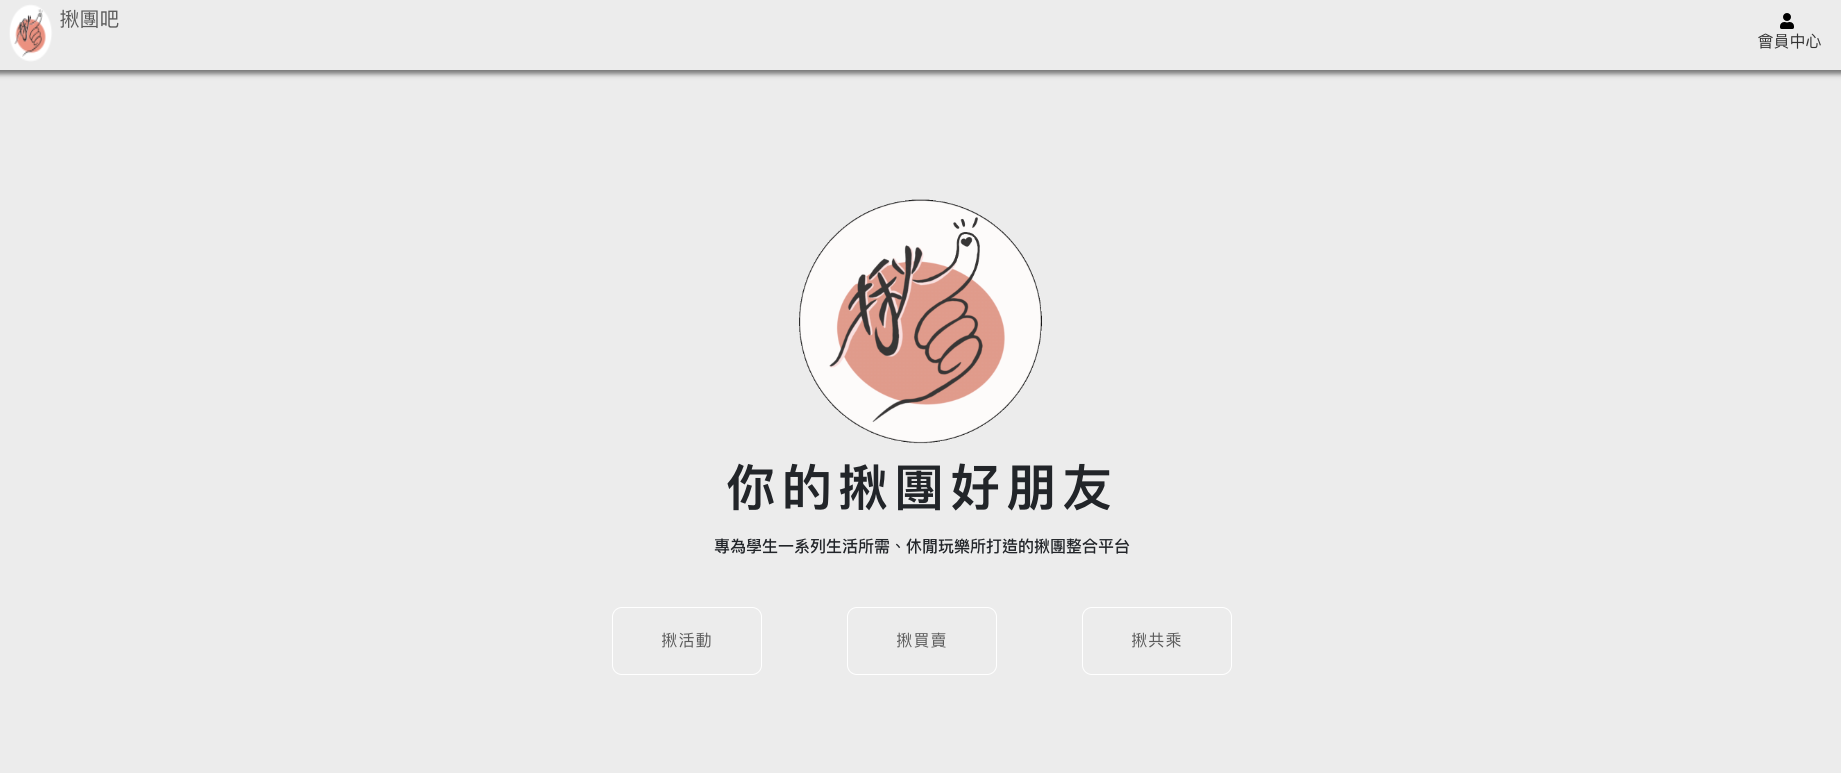 揪團吧
會員中心
揪
你的揪團好朋友
專為學生一系列生活所需、休閒玩樂所打造的揪團整合平台
揪活動
揪買賣
揪共乘